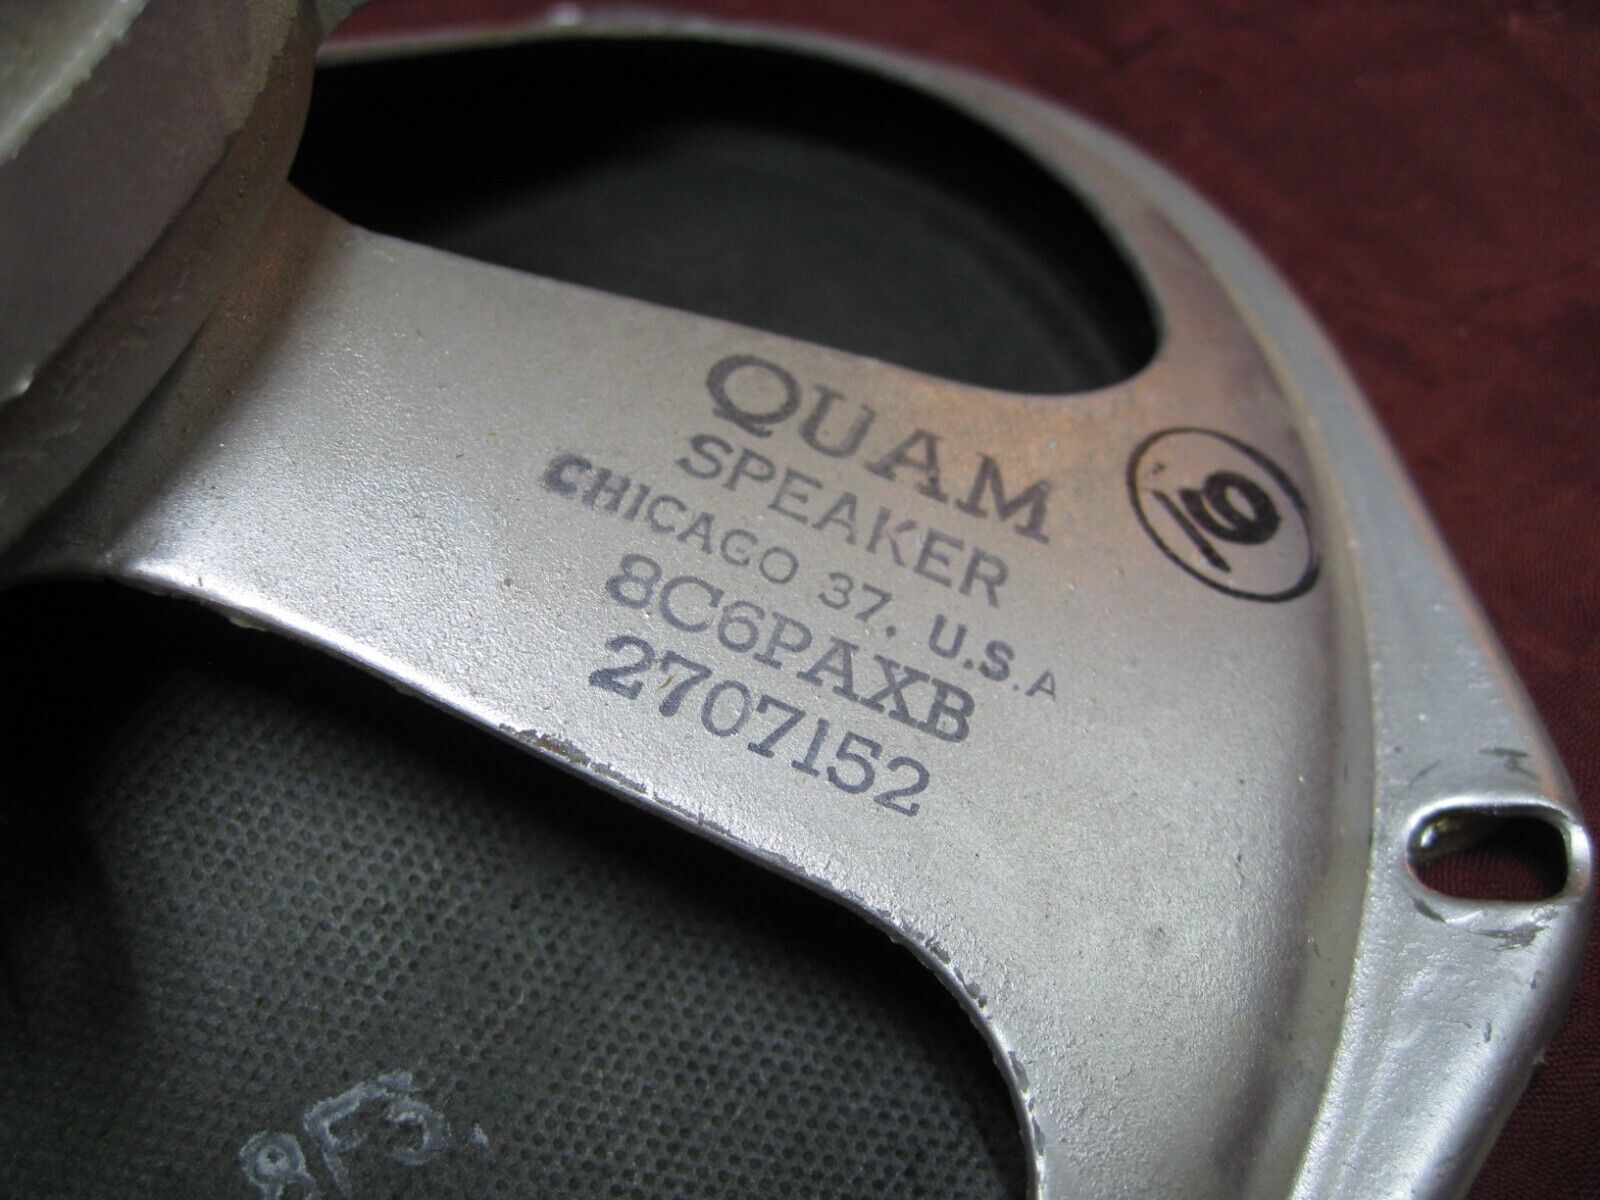 QUAM
SPEAKER
CHICAGO 37, U.S.A
8C6PAXB
2707152